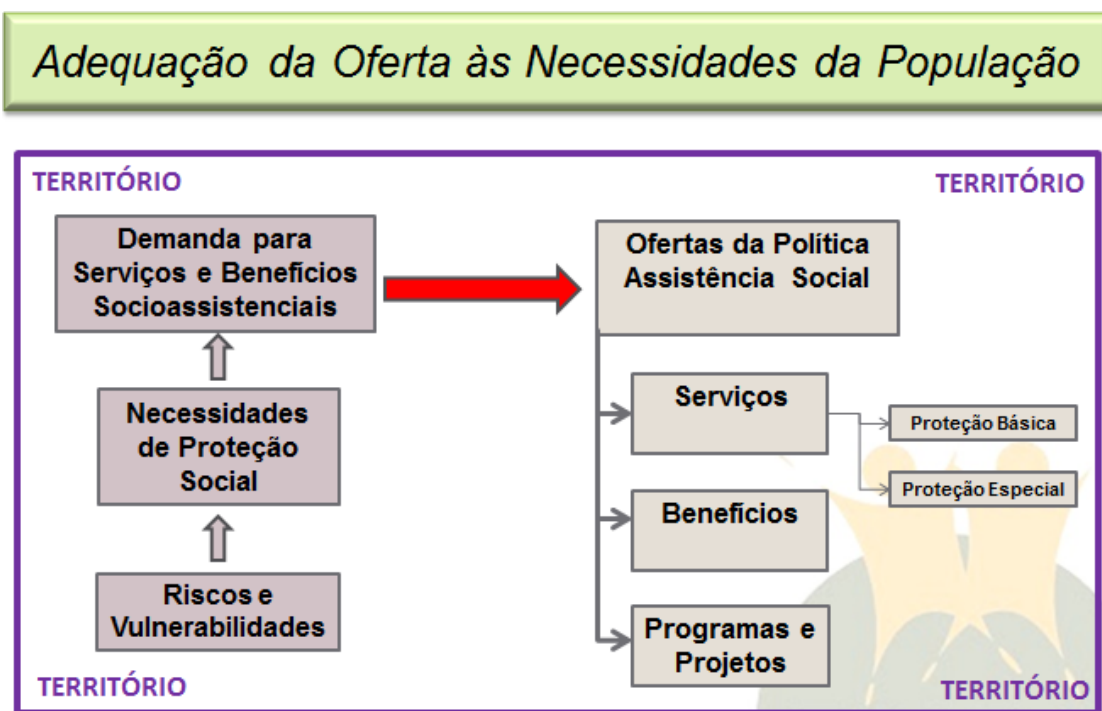 Adequação da Oferta às Necessidades da População
TERRITÓRIO
TERRITÓRIO
Demanda para
Serviços e Benefícios
Socioassistenciais
Necessidades
de Proteção
Social
Riscos e
Vulnerabilidades
Ofertas da Política
Assistência Social
Serviços
Proteção Básica
Proteção Especial
Benefícios
Programas e
Projetos
TERRITÓRIO
TERRITÓRIO